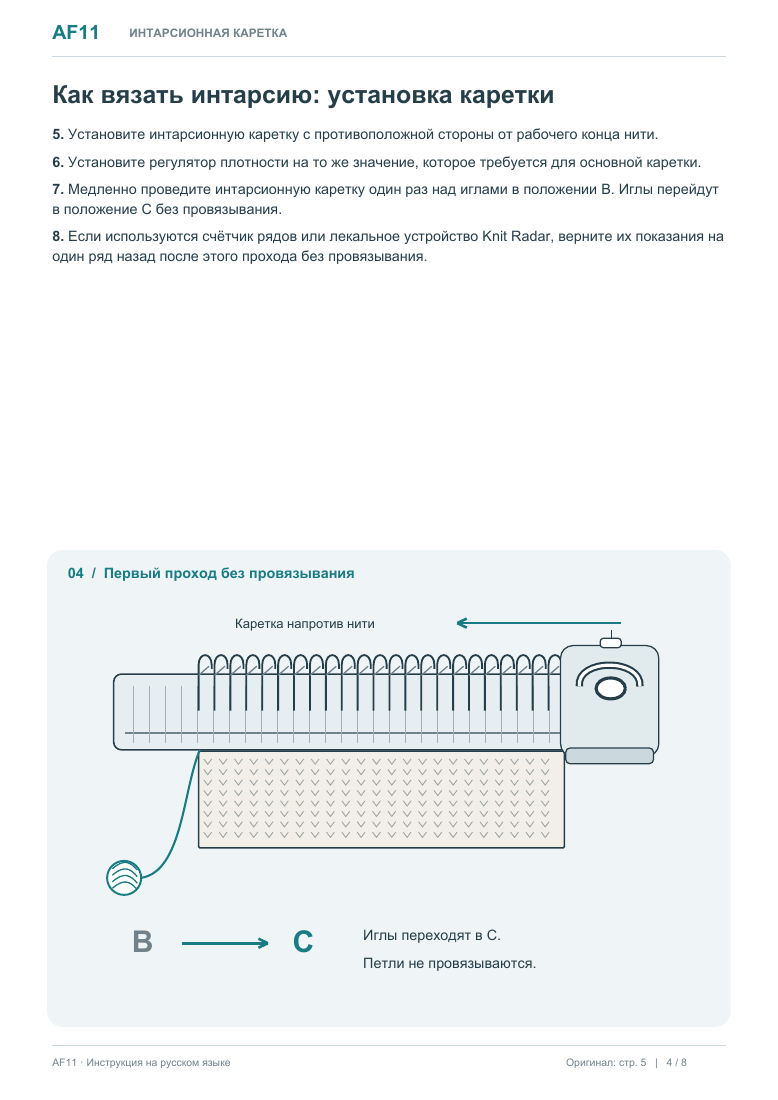 AF11 ИНТАРСИОННАЯ КАРЕТКА
Как вязать интарсию: установка каретки
5. Установите интарсионную каретку с противоположной стороны от рабочего конца нити.
6. Установите регулятор плотности на то же значение, которое требуется для основной каретки.
7. Медленно проведите интарсионную каретку один раз над иглами в положении B. Иглы перейдут
в положение C без провязывания.
8. Если используются счётчик рядов или лекальное устройство Knit Radar, верните их показания на
один ряд назад после этого прохода без провязывания.
04 / Первый проход без провязывания
Каретка напротив нити
B C
Иглы переходят в C.
Петли не провязываются.
AF11 · Инструкция на русском языке
Оригинал: стр. 5 | 4 / 8